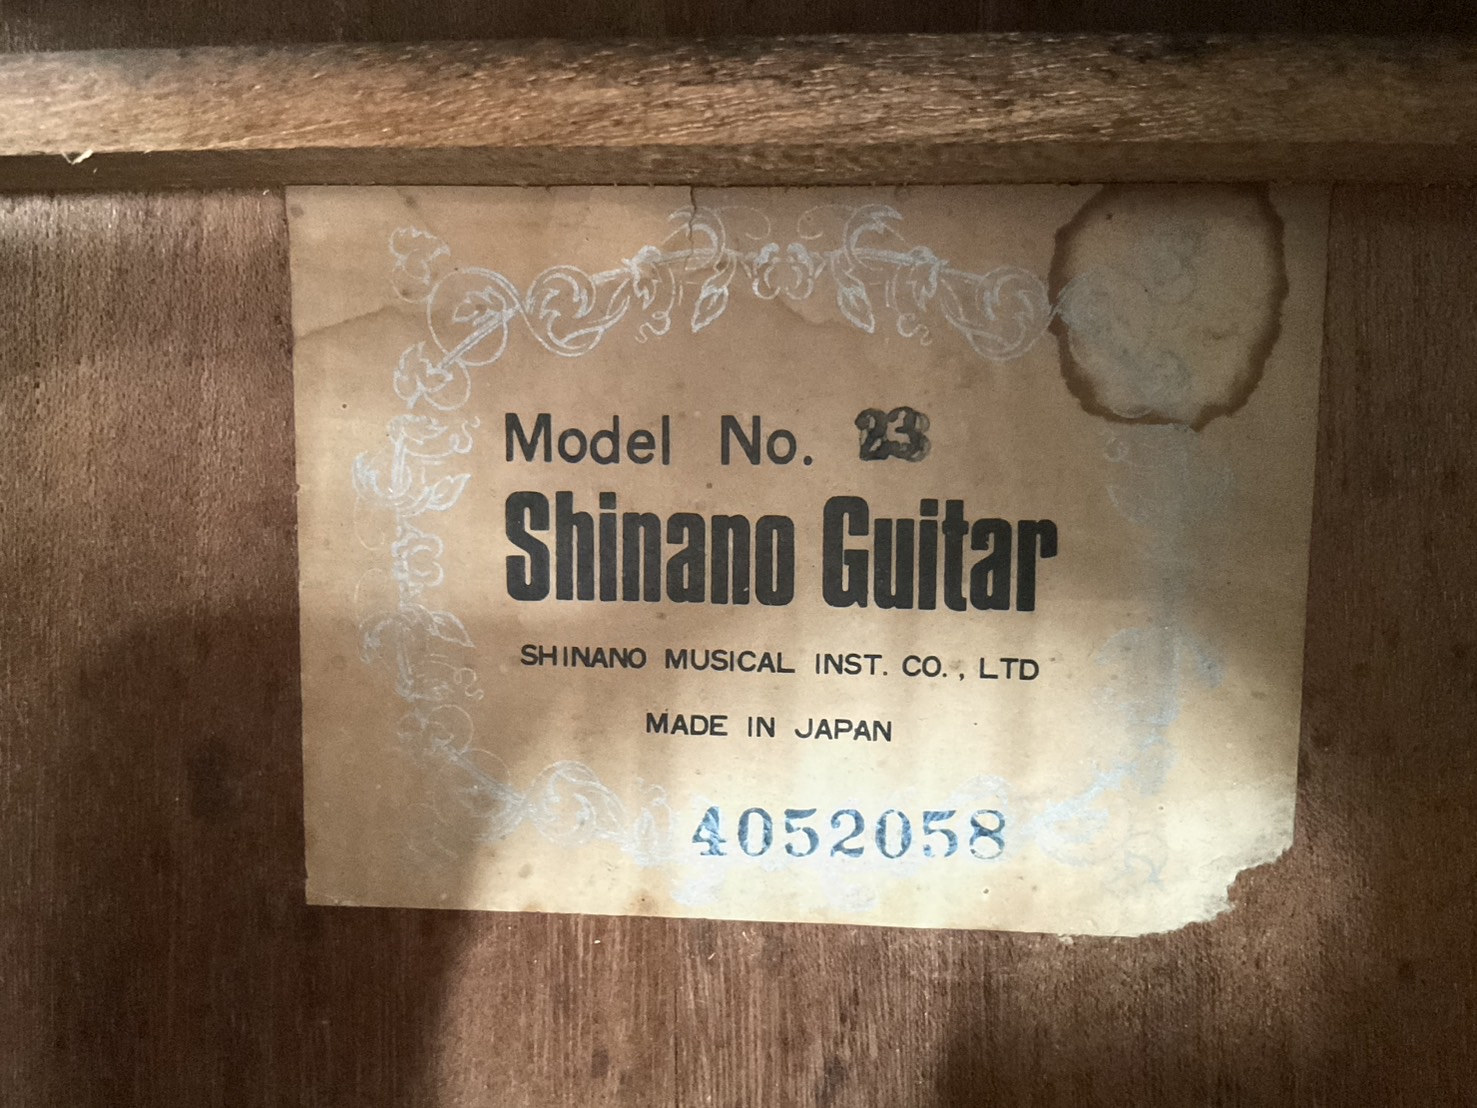 Model No. 23
Shinano Guitar
SHINANO MUSICAL INST. CO., LTD
MADE IN JAPAN
4052058